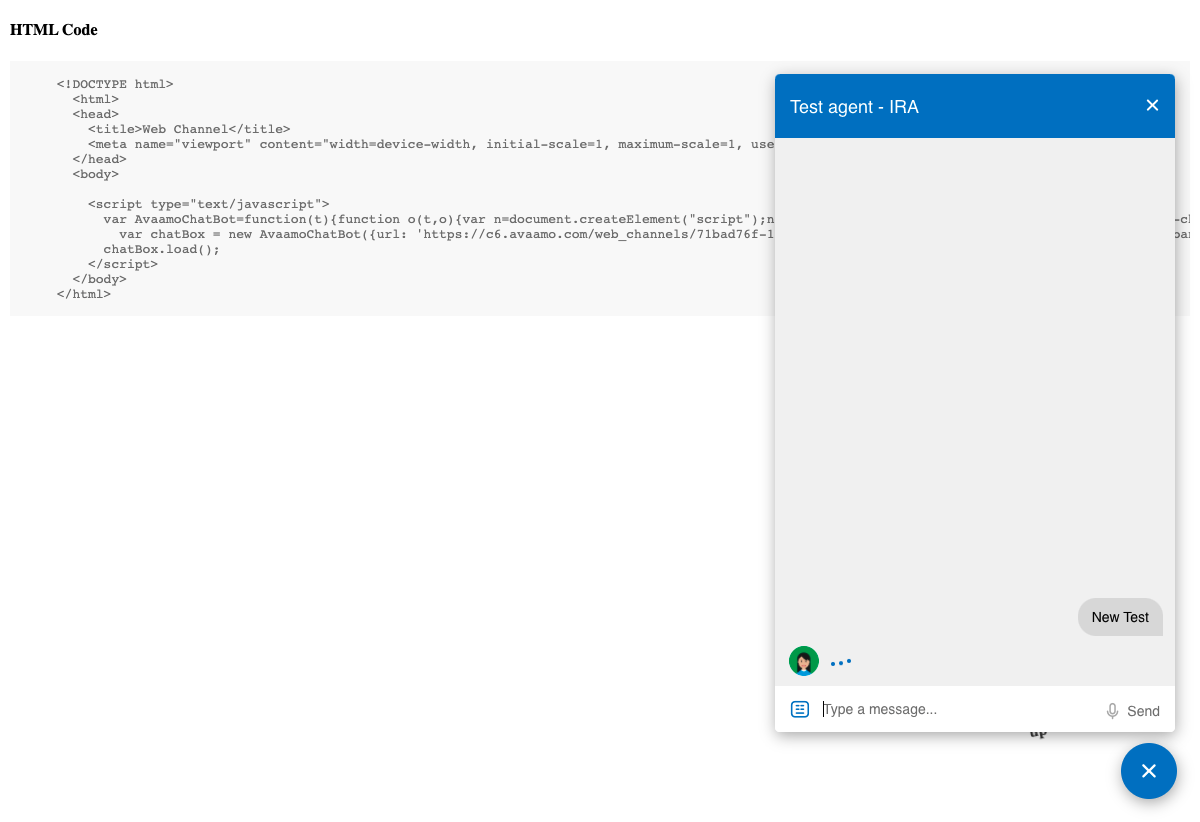 HTML Code
<!DOCTYPE html>
<html>
<head>
<title>Web Channel</title>
<meta name="viewport" content="width=device-width, initial-scale=1, maximum-scale=1, use
</head>
<body>
<script type="text/javascript">
var AvaamoChatBot=function(t){function o(t,o){var n=document.createElement("script");n
var chatBox = new AvaamoChatBot({url: 'https://c6.avaamo.com/web_channels/71bad76f-1
chatBox.load();
</script>
</body>
</html>
Test agent - IRA
New Test
Type a message...
Send
up